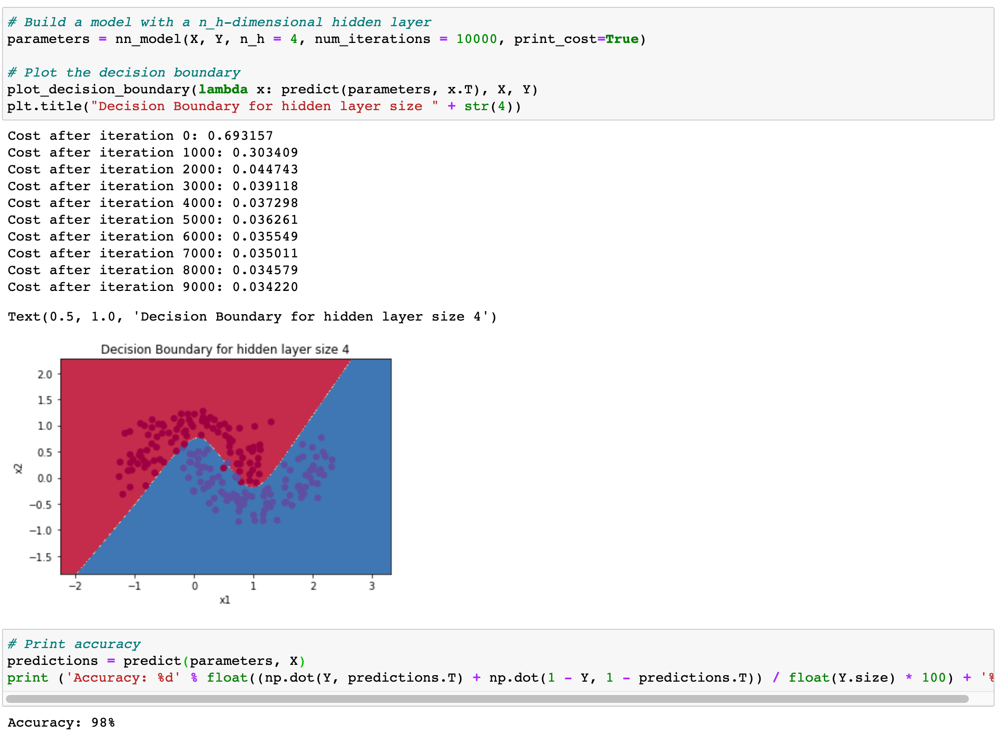 # Build a model with a n_h-dimensional hidden layer
parameters = nn_model(X, Y, n_h = 4, num_iterations = 10000, print_cost=True)
# Plot the decision boundary
plot_decision_boundary(lambda x: predict(parameters, x.T), X, Y)
plt.title("Decision Boundary for hidden layer size " + str(4))
Cost after iteration 0: 0.693157
Cost after iteration 1000: 0.303409
Cost after iteration 2000: 0.044743
Cost after iteration 3000: 0.039118
Cost after iteration 4000: 0.037298
Cost after iteration 5000: 0.036261
Cost after iteration 6000: 0.035549
Cost after iteration 7000: 0.035011
Cost after iteration 8000: 0.034579
Cost after iteration 9000: 0.034220
Text(0.5, 1.0, 'Decision Boundary for hidden layer size 4')
Decision Boundary for hidden layer size 4
2.0
1.5
1.0
0.5
0.0
−0.5
−1.0
−1.5
x2
−2 −1 0 1 2 3
x1
# Print accuracy
predictions = predict(parameters, X)
print ('Accuracy: %d' % float((np.dot(Y, predictions.T) + np.dot(1 - Y, 1 - predictions.T)) / float(Y.size) * 100) + '%
Accuracy: 98%